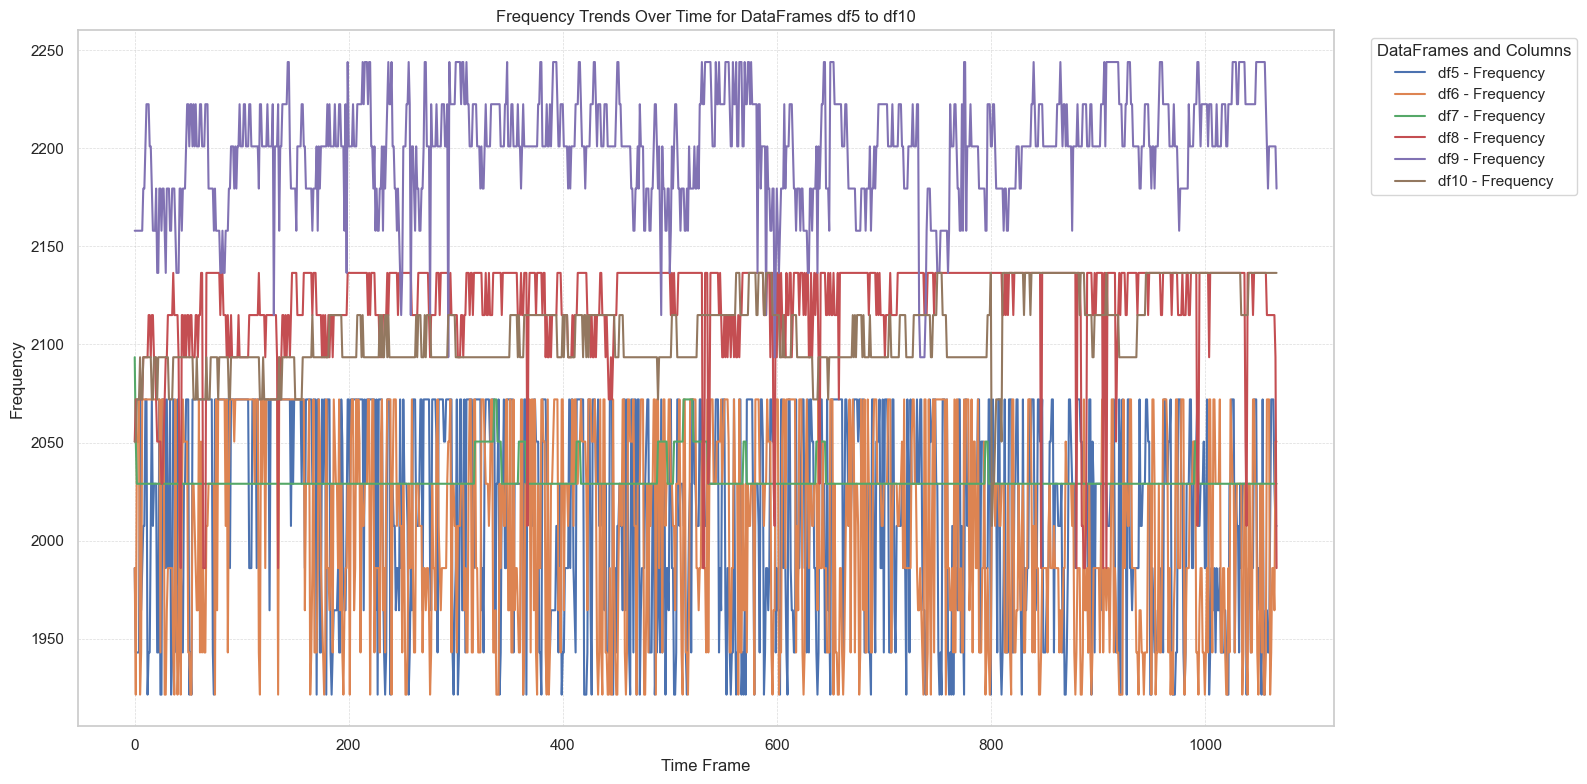 Frequency Trends Over Time for DataFrames df5 to df10
DataFrames and Columns
df5 - Frequency
df6 - Frequency
df7 - Frequency
df8 - Frequency
df9 - Frequency
df10 - Frequency
Frequency
2250
2200
2150
2100
2050
2000
1950
0
200
400
600
800
1000
Time Frame